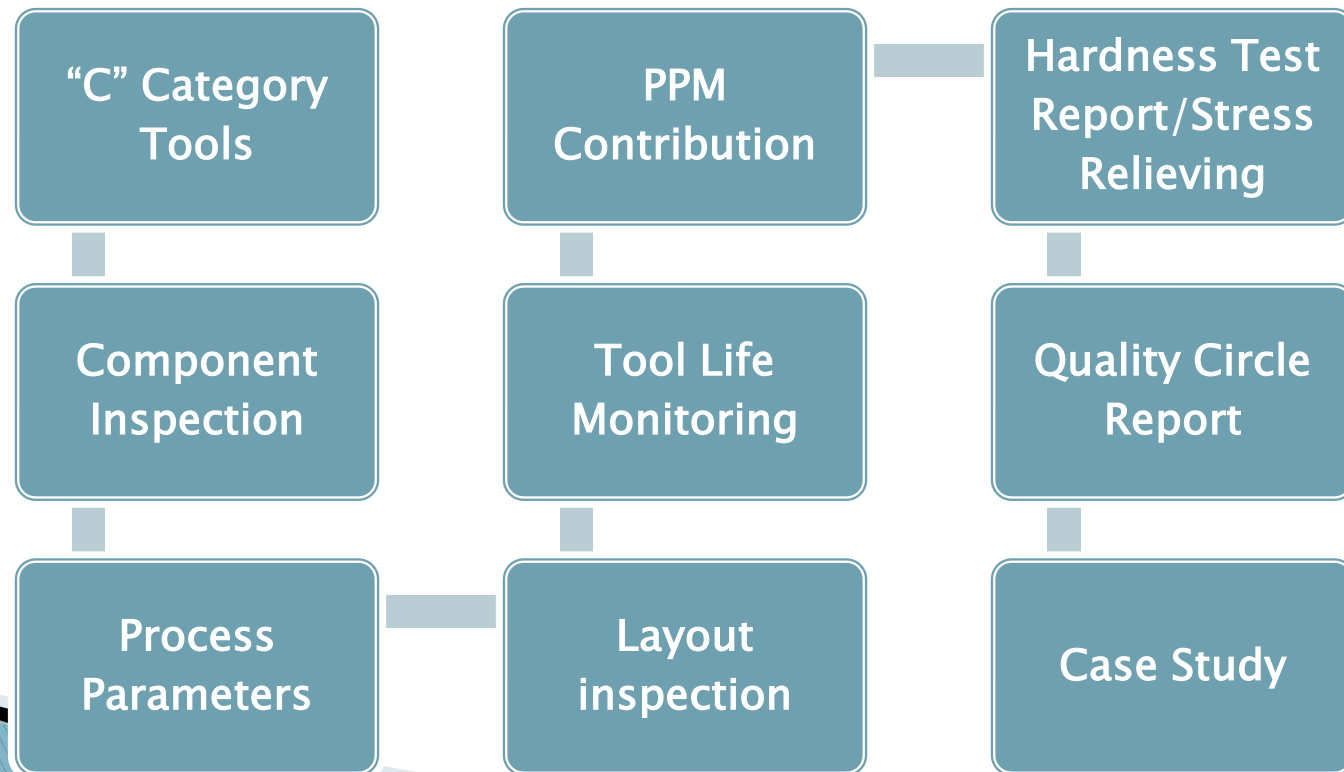 “C” Category
Tools
Component
Inspection
Process
Parameters
Layout
inspection
Tool Life
Monitoring
PPM
Contribution
Hardness Test
Report/Stress
Relieving
Quality Circle
Report
Case Study